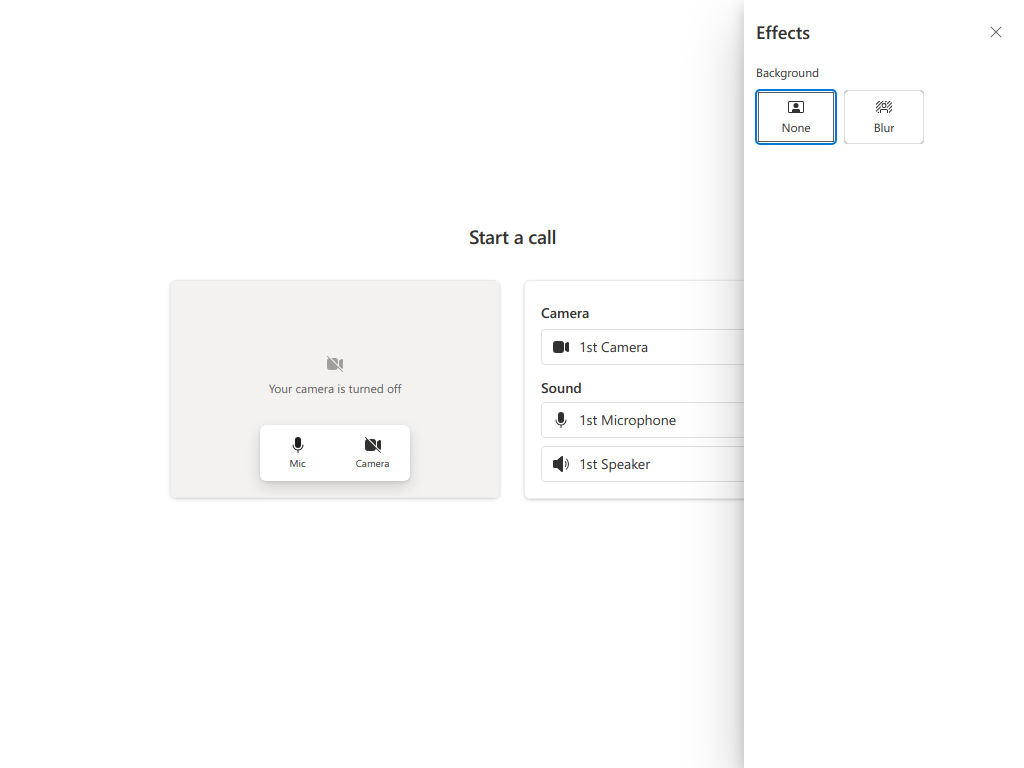 Effects
Background
None
Blur
Start a call
Your camera is turned off
Mic
Camera
Camera
1st Camera
Sound
1st Microphone
1st Speaker